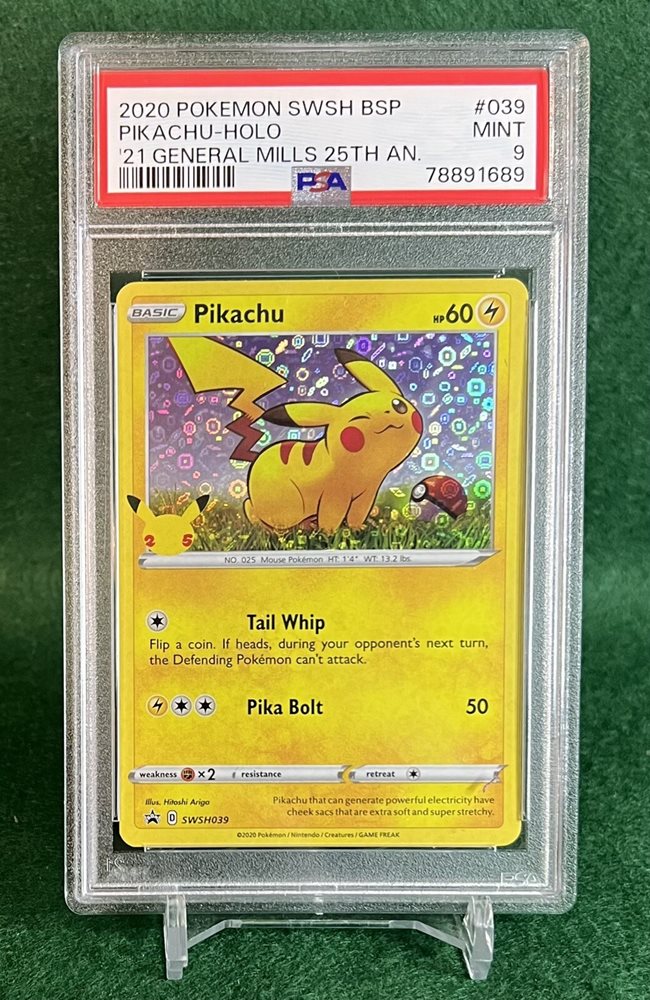 2020 POKEMON SWSH BSP #039
PIKACHU-HOLO MINT
'21 GENERAL MILLS 25TH AN. 9
PSA 78891689
BASIC Pikachu HP 60
25
NO. 025 Mouse Pokémon HT: 1'4" WT: 13.2 lbs.
Tail Whip
Flip a coin. If heads, during your opponent's next turn,
the Defending Pokémon can't attack.
Pika Bolt 50
weakness ×2 resistance retreat
Illus. Hitoshi Ariga
Pikachu that can generate powerful electricity have
cheek sacs that are extra soft and super stretchy.
D SWSH039
©2020 Pokémon / Nintendo / Creatures / GAME FREAK
PSA